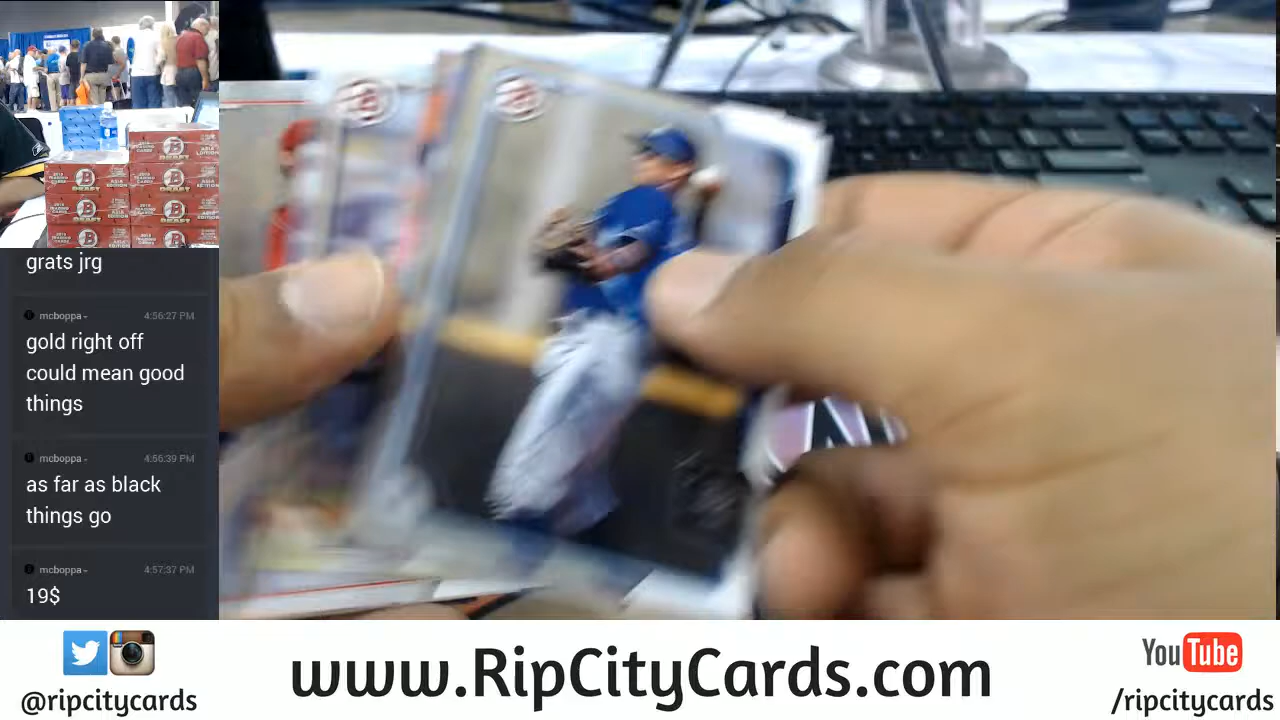 grats jrg
mcboppa
4:56:27 PM
gold right off
could mean good
things
mcboppa
4:56:39 PM
as far as black
things go
mcboppa
4:57:37 PM
19$
@ripcitycards
www.RipCityCards.com
YouTube
/ripcitycards
B
DRAFT